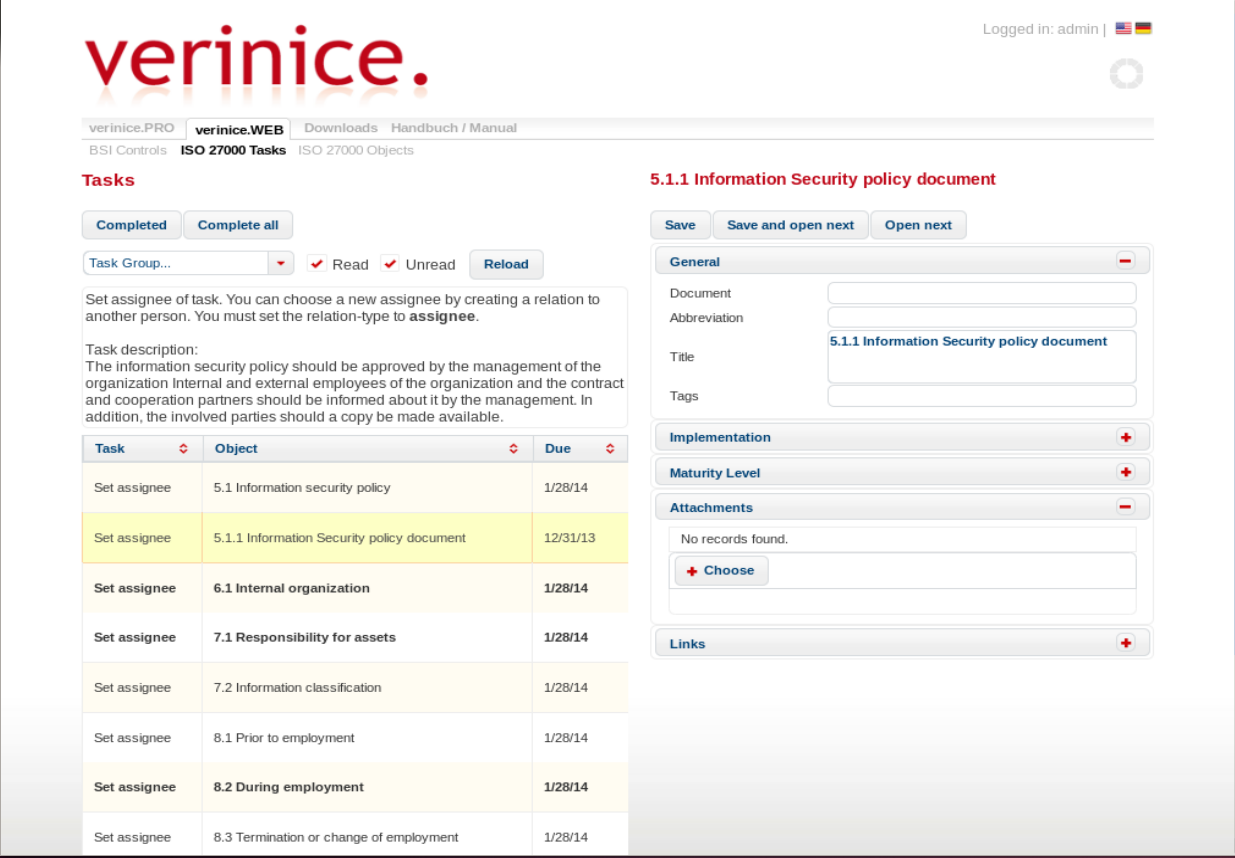 verinice.
Logged in: admin |
verinice.PRO verinice.WEB Downloads Handbuch / Manual
BSI Controls ISO 27000 Tasks ISO 27000 Objects
Tasks
Completed Complete all
Task Group... Read Unread Reload
Set assignee of task. You can choose a new assignee by creating a relation to
another person. You must set the relation-type to assignee.
Task description:
The information security policy should be approved by the management of the
organization Internal and external employees of the organization and the contract
and cooperation partners should be informed about it by the management. In
addition, the involved parties should a copy be made available.
Task Object Due
Set assignee 5.1 Information security policy 1/28/14
Set assignee 5.1.1 Information Security policy document 12/31/13
Set assignee 6.1 Internal organization 1/28/14
Set assignee 7.1 Responsibility for assets 1/28/14
Set assignee 7.2 Information classification 1/28/14
Set assignee 8.1 Prior to employment 1/28/14
Set assignee 8.2 During employment 1/28/14
Set assignee 8.3 Termination or change of employment 1/28/14
5.1.1 Information Security policy document
Save Save and open next Open next
General
Document
Abbreviation
Title 5.1.1 Information Security policy document
Tags
Implementation
Maturity Level
Attachments
No records found.
Choose
Links